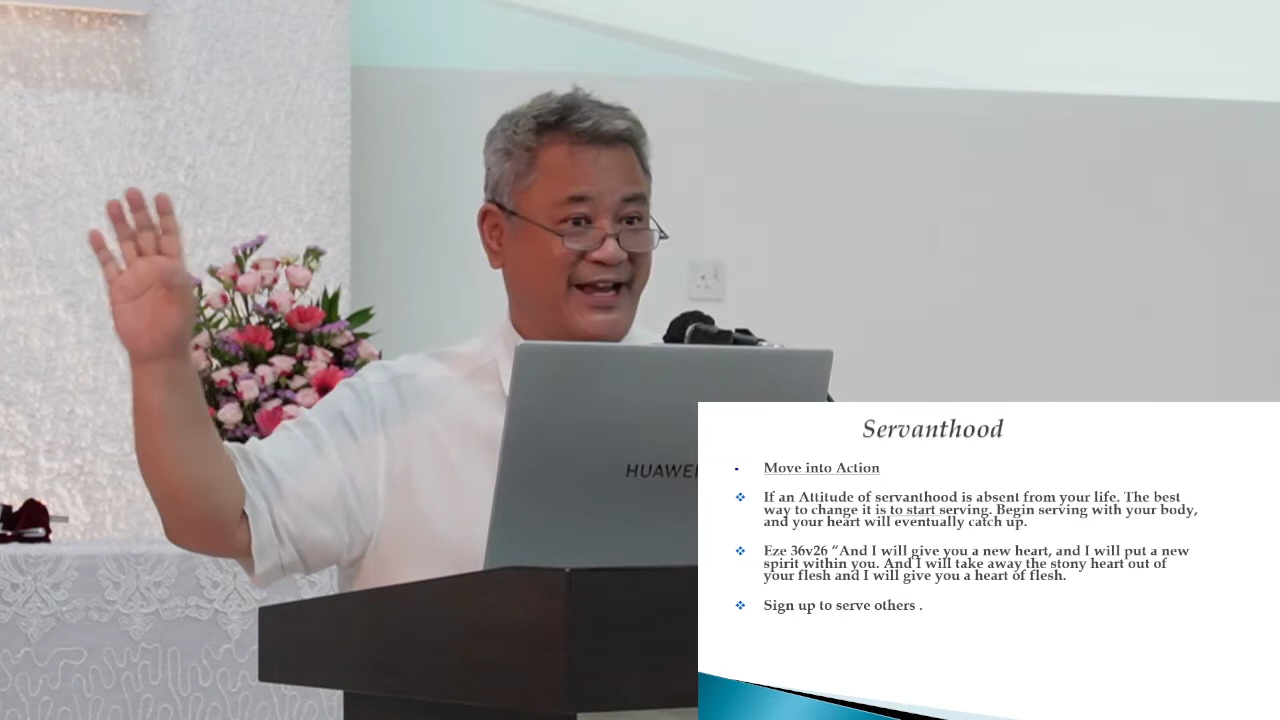 HUAWEI
Servanthood
Move into Action
If an Attitude of servanthood is absent from your life. The best
way to change it is to start serving. Begin serving with your body,
and your heart will eventually catch up.
Eze 36v26 “And I will give you a new heart, and I will put a new
spirit within you. And I will take away the stony heart out of
your flesh and I will give you a heart of flesh.
Sign up to serve others .